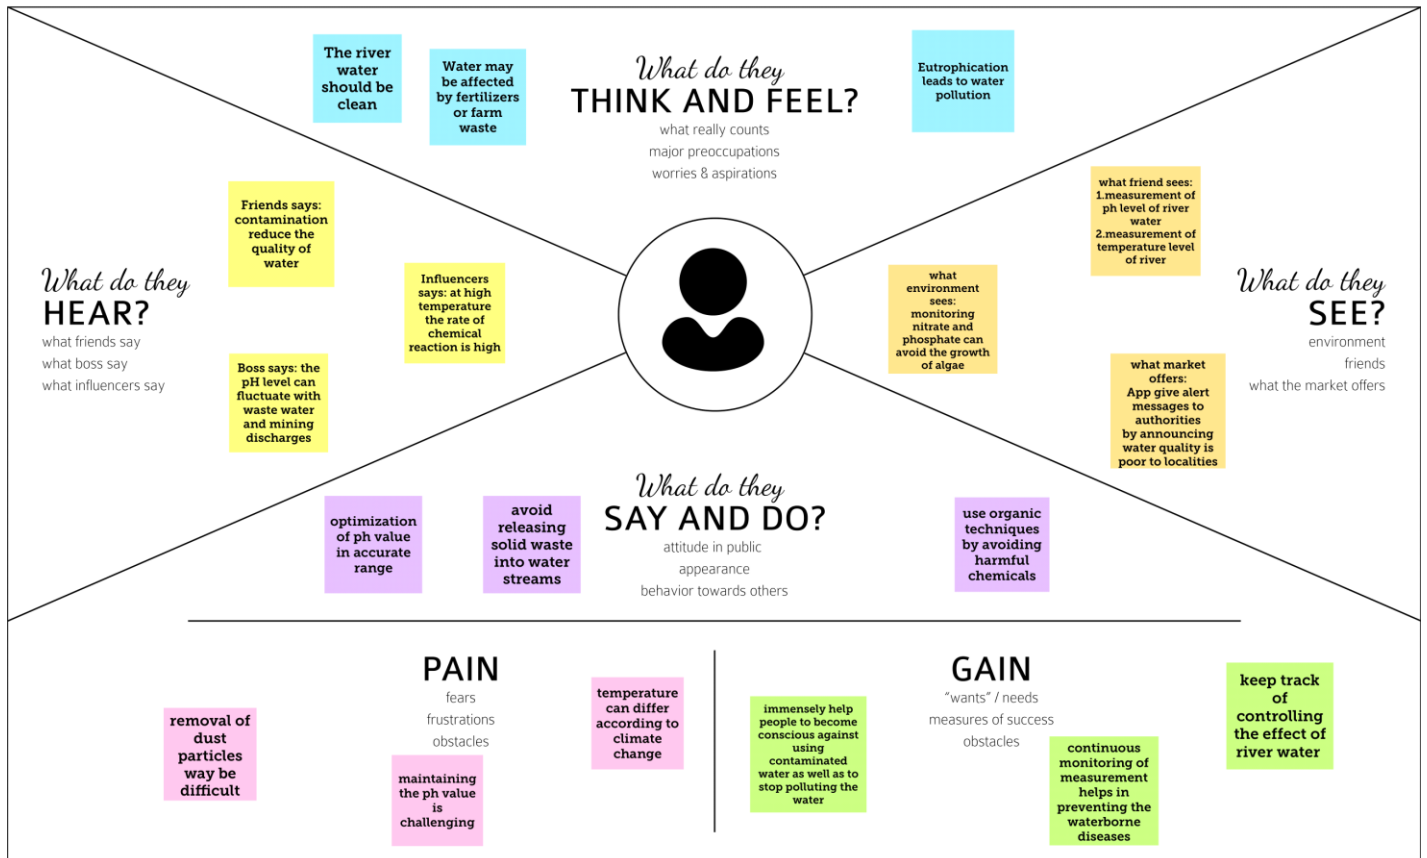 The river
water
should be
clean
Water may
be affected
by fertilizers
or farm
waste
What do they
THINK AND FEEL?
what really counts
major preoccupations
worries & aspirations
Eutrophication
leads to water
pollution
What do they
HEAR?
what friends say
what boss say
what influencers say
Friends says:
contamination
reduce the
quality of
water
Influencers
says: at high
temperature
the rate of
chemical
reaction is high
Boss says: the
pH level can
fluctuate with
waste water
and mining
discharges
what friend sees:
1.measurement of
ph level of river
water
2.measurement of
temperature level
of river
what
environment
sees:
monitoring
nitrate and
phosphate can
avoid the growth
of algae
what market
offers:
App give alert
messages to
authorities
by announcing
water quality is
poor to localities
What do they
SEE?
environment
friends
what the market offers
optimization
of ph value
in accurate
range
avoid
releasing
solid waste
into water
streams
What do they
SAY AND DO?
attitude in public
appearance
behavior towards others
use organic
techniques
by avoiding
harmful
chemicals
PAIN
fears
frustrations
obstacles
removal of
dust
particles
way be
difficult
maintaining
the ph value
is
challenging
temperature
can differ
according to
climate
change
GAIN
"wants" / needs
measures of success
obstacles
immensely help
people to become
conscious against
using
contaminated
water as well as to
stop polluting the
water
continuous
monitoring of
measurement
helps in
preventing the
waterborne
diseases
keep track
of
controlling
the effect of
river water